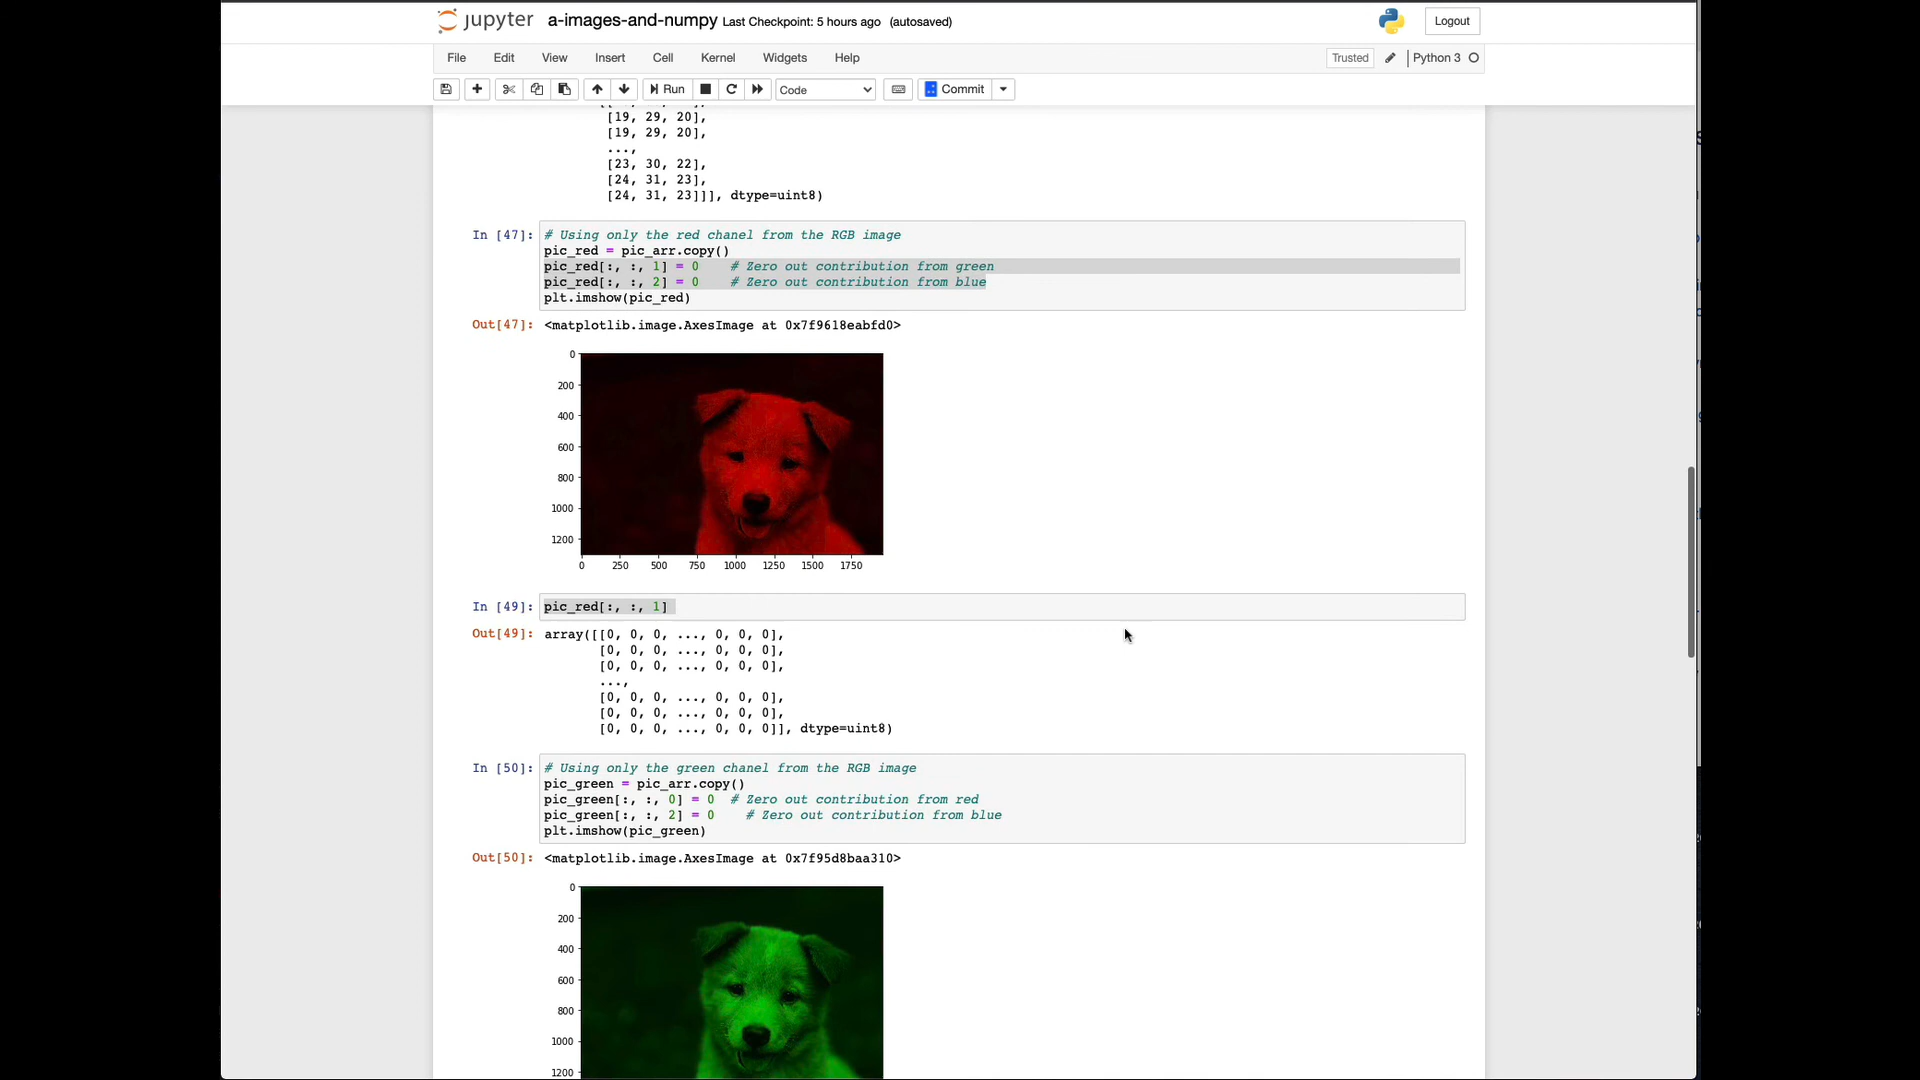 jupyter a-images-and-numpy Last Checkpoint: 5 hours ago (autosaved) Logout
File Edit View Insert Cell Kernel Widgets Help Trusted Python 3
Run Code Commit
[19, 29, 20],
[19, 29, 20],
...,
[23, 30, 22],
[24, 31, 23],
[24, 31, 23]]], dtype=uint8)
In [47]: # Using only the red chanel from the RGB image
pic_red = pic_arr.copy()
pic_red[:, :, 1] = 0 # Zero out contribution from green
pic_red[:, :, 2] = 0 # Zero out contribution from blue
plt.imshow(pic_red)
Out[47]: <matplotlib.image.AxesImage at 0x7f9618eabfd0>
0
200
400
600
800
1000
1200
0 250 500 750 1000 1250 1500 1750
In [49]: pic_red[:, :, 1]
Out[49]: array([[0, 0, 0, ..., 0, 0, 0],
[0, 0, 0, ..., 0, 0, 0],
[0, 0, 0, ..., 0, 0, 0],
...,
[0, 0, 0, ..., 0, 0, 0],
[0, 0, 0, ..., 0, 0, 0],
[0, 0, 0, ..., 0, 0, 0]], dtype=uint8)
In [50]: # Using only the green chanel from the RGB image
pic_green = pic_arr.copy()
pic_green[:, :, 0] = 0 # Zero out contribution from red
pic_green[:, :, 2] = 0 # Zero out contribution from blue
plt.imshow(pic_green)
Out[50]: <matplotlib.image.AxesImage at 0x7f95d8baa310>
0
200
400
600
800
1000
1200